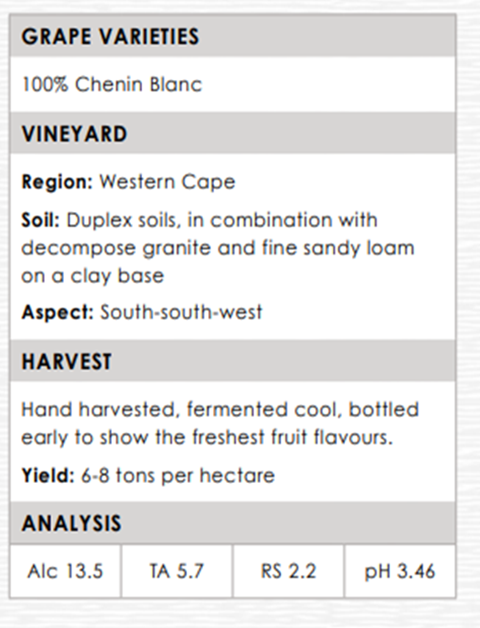 GRAPE VARIETIES
100% Chenin Blanc
VINEYARD
Region: Western Cape
Soil: Duplex soils, in combination with
decompose granite and fine sandy loam
on a clay base
Aspect: South-south-west
HARVEST
Hand harvested, fermented cool, bottled
early to show the freshest fruit flavours.
Yield: 6-8 tons per hectare
ANALYSIS
Alc 13.5 TA 5.7 RS 2.2 pH 3.46